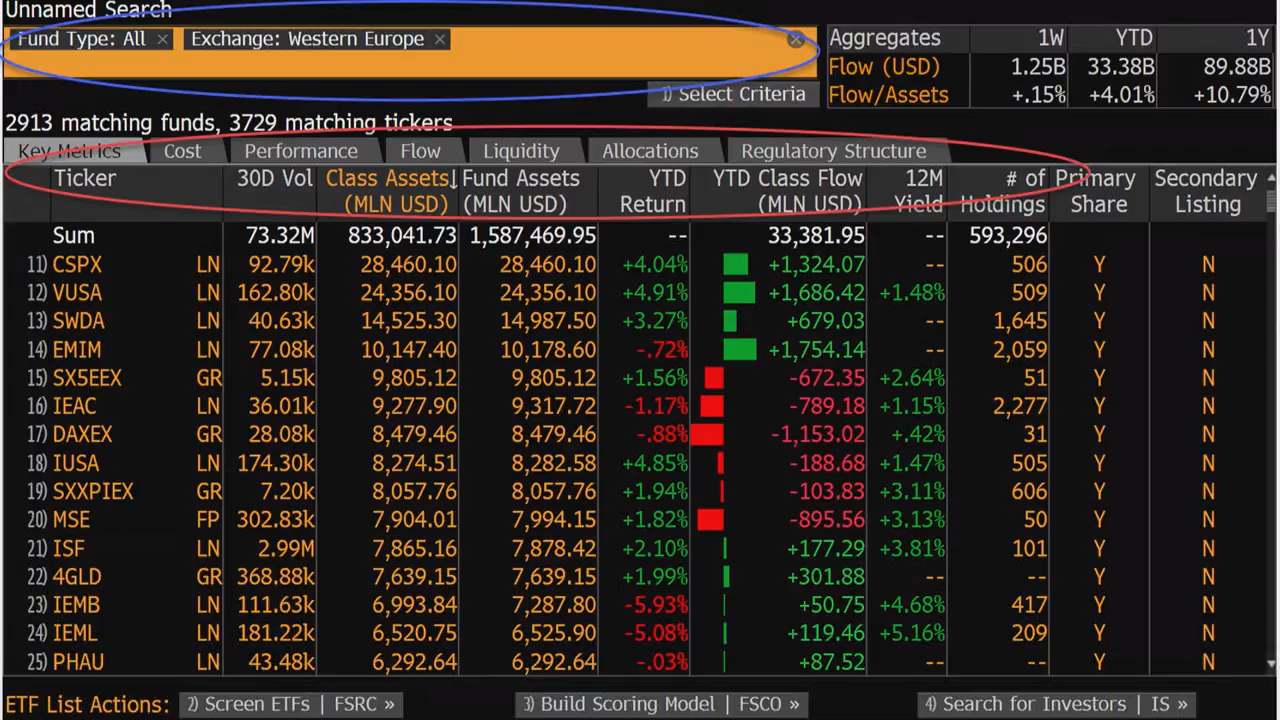 Unnamed Search
Fund Type: All × Exchange: Western Europe ×
Aggregates 1W YTD 1Y
Flow (USD) 1.25B 33.38B 89.88B
Flow/Assets +.15% +4.01% +10.79%
1) Select Criteria
2913 matching funds, 3729 matching tickers
Key Metrics Cost Performance Flow Liquidity Allocations Regulatory Structure
Ticker 30D Vol Class Assets↓ Fund Assets YTD YTD Class Flow 12M # of Primary Secondary
(MLN USD) (MLN USD) Return (MLN USD) Yield Holdings Share Listing
Sum 73.32M 833,041.73 1,587,469.95 -- 33,381.95 -- 593,296
11) CSPX LN 92.79k 28,460.10 28,460.10 +4.04% +1,324.07 -- 506 Y N
12) VUSA LN 162.80k 24,356.10 24,356.10 +4.91% +1,686.42 +1.48% 509 Y N
13) SWDA LN 40.63k 14,525.30 14,987.50 +3.27% +679.03 -- 1,645 Y N
14) EMIM LN 77.08k 10,147.40 10,178.60 -.72% +1,754.14 -- 2,059 Y N
15) SX5EEX GR 5.15k 9,805.12 9,805.12 +1.56% -672.35 +2.64% 51 Y N
16) IEAC LN 36.01k 9,277.90 9,317.72 -1.17% -789.18 +1.15% 2,277 Y N
17) DAXEX GR 28.08k 8,479.46 8,479.46 -.88% -1,153.02 +.42% 31 Y N
18) IUSA LN 174.30k 8,274.51 8,282.58 +4.85% -188.68 +1.47% 505 Y N
19) SXXPIEX GR 7.20k 8,057.76 8,057.76 +1.94% -103.83 +3.11% 606 Y N
20) MSE FP 302.83k 7,904.01 7,994.15 +1.82% -895.56 +3.13% 50 Y N
21) ISF LN 2.99M 7,865.16 7,878.42 +2.10% +177.29 +3.81% 101 Y N
22) 4GLD GR 368.88k 7,639.15 7,639.15 +1.99% +301.88 -- -- Y N
23) IEMB LN 111.63k 6,993.84 7,287.80 -5.93% +50.75 +4.68% 417 Y N
24) IEML LN 181.22k 6,520.75 6,525.90 -5.08% +119.46 +5.16% 209 Y N
25) PHAU LN 43.48k 6,292.64 6,292.64 -.03% +87.52 -- -- Y N
ETF List Actions: 2) Screen ETFs | FSRC » 3) Build Scoring Model | FSCO » 4) Search for Investors | IS »